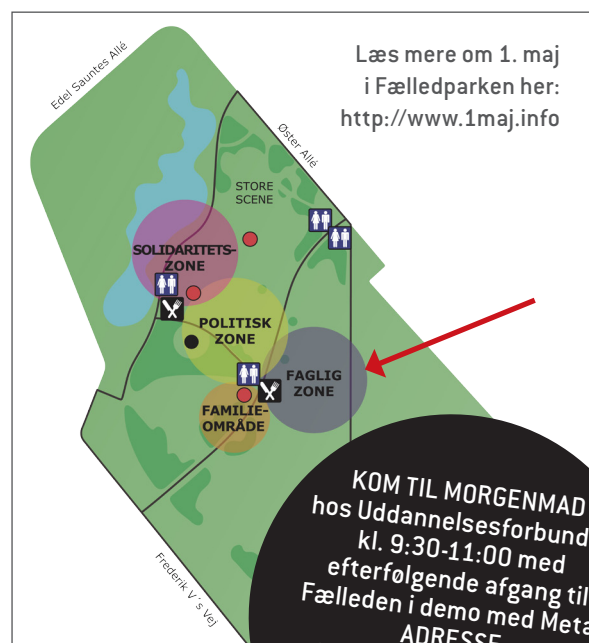 Læs mere om 1. maj
i Fælledparken her:
http://www.1maj.info
Edel Sauntes Allé
Øster Allé
STORE
SCENE
SOLIDARITETS-
ZONE
POLITISK
ZONE
FAGLIG
ZONE
FAMILIE-
OMRÅDE
Frederik V´s Vej
KOM TIL MORGENMAD
hos Uddannelsesforbund
kl. 9:30-11:00 med
efterfølgende afgang til
Fælleden i demo med Meta
ADRESSE